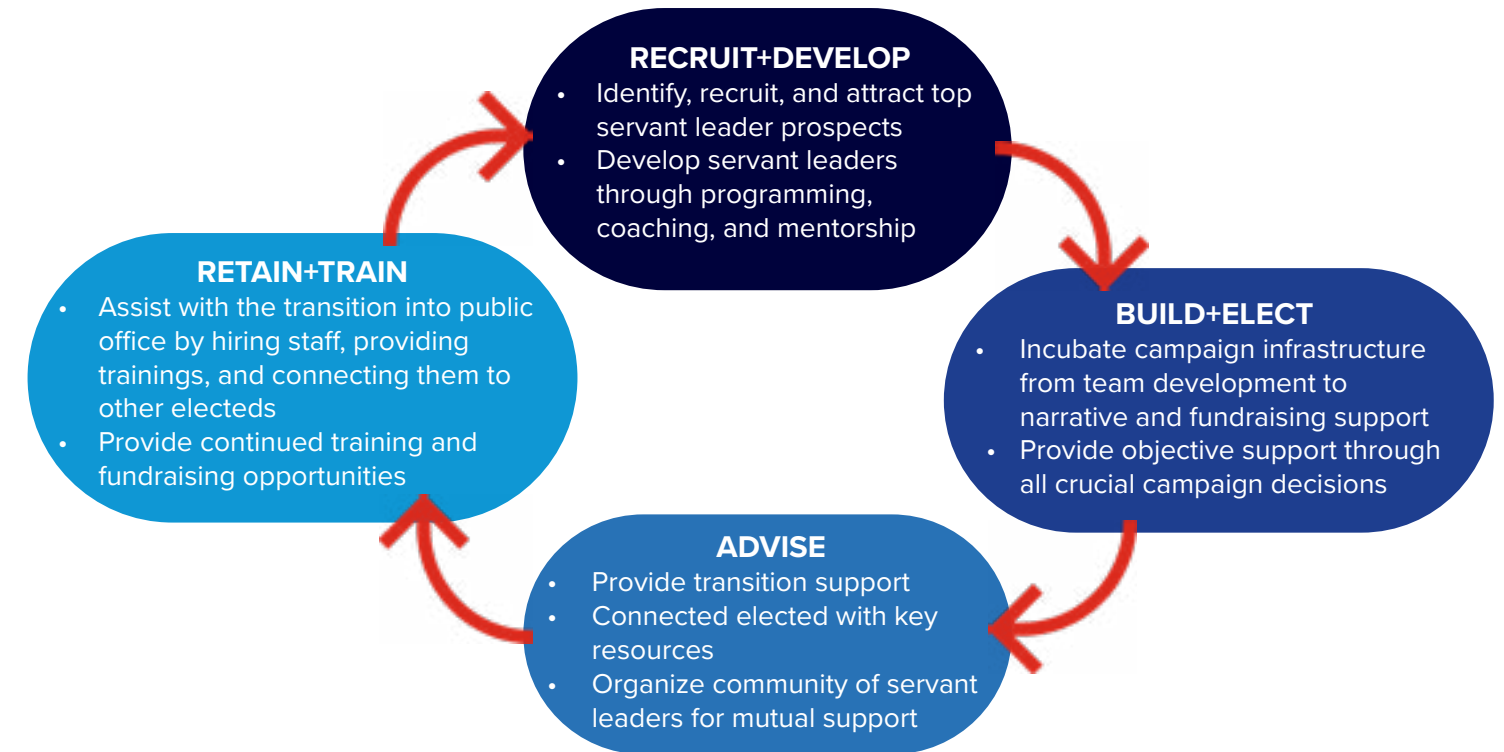 RECRUIT+DEVELOP
• Identify, recruit, and attract top
servant leader prospects
• Develop servant leaders
through programming,
coaching, and mentorship
BUILD+ELECT
• Incubate campaign infrastructure
from team development to
narrative and fundraising support
• Provide objective support through
all crucial campaign decisions
ADVISE
• Provide transition support
• Connected elected with key
resources
• Organize community of servant
leaders for mutual support
RETAIN+TRAIN
• Assist with the transition into public
office by hiring staff, providing
trainings, and connecting them to
other electeds
• Provide continued training and
fundraising opportunities